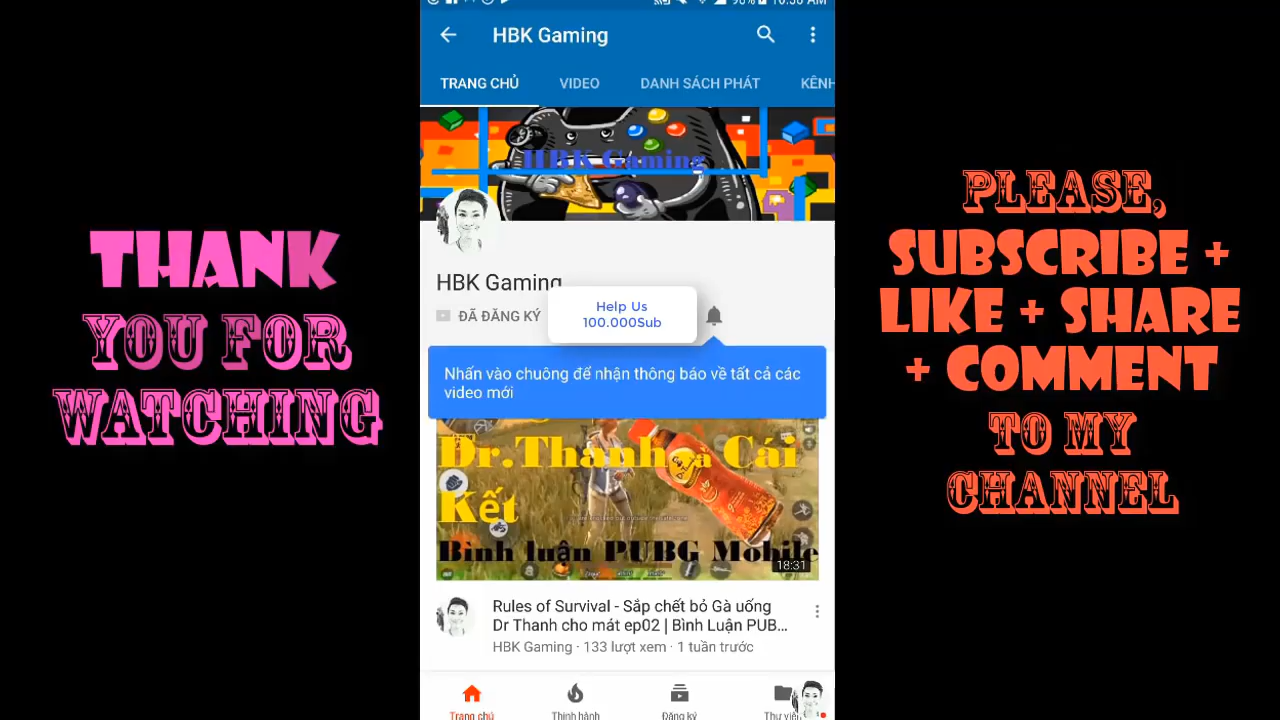 HBK Gaming
TRANG CHỦ VIDEO DANH SÁCH PHÁT KÊNH
HBK Gaming
HBK Gaming
ĐÃ ĐĂNG KÝ
Help Us
100.000Sub
Nhấn vào chuông để nhận thông báo về tất cả các
video mới
Dr.Thanh và Cái
Kết
Bình luận PUBG Mobile
18:31
Rules of Survival - Sắp chết bỏ Gà uống
Dr Thanh cho mát ep02 | Bình Luận PUB...
HBK Gaming · 133 lượt xem · 1 tuần trước
Trang chủ Thịnh hành Đăng ký Thư viện
THANK
YOU FOR
WATCHING
PLEASE,
SUBSCRIBE +
LIKE + SHARE
+ COMMENT
TO MY
CHANNEL